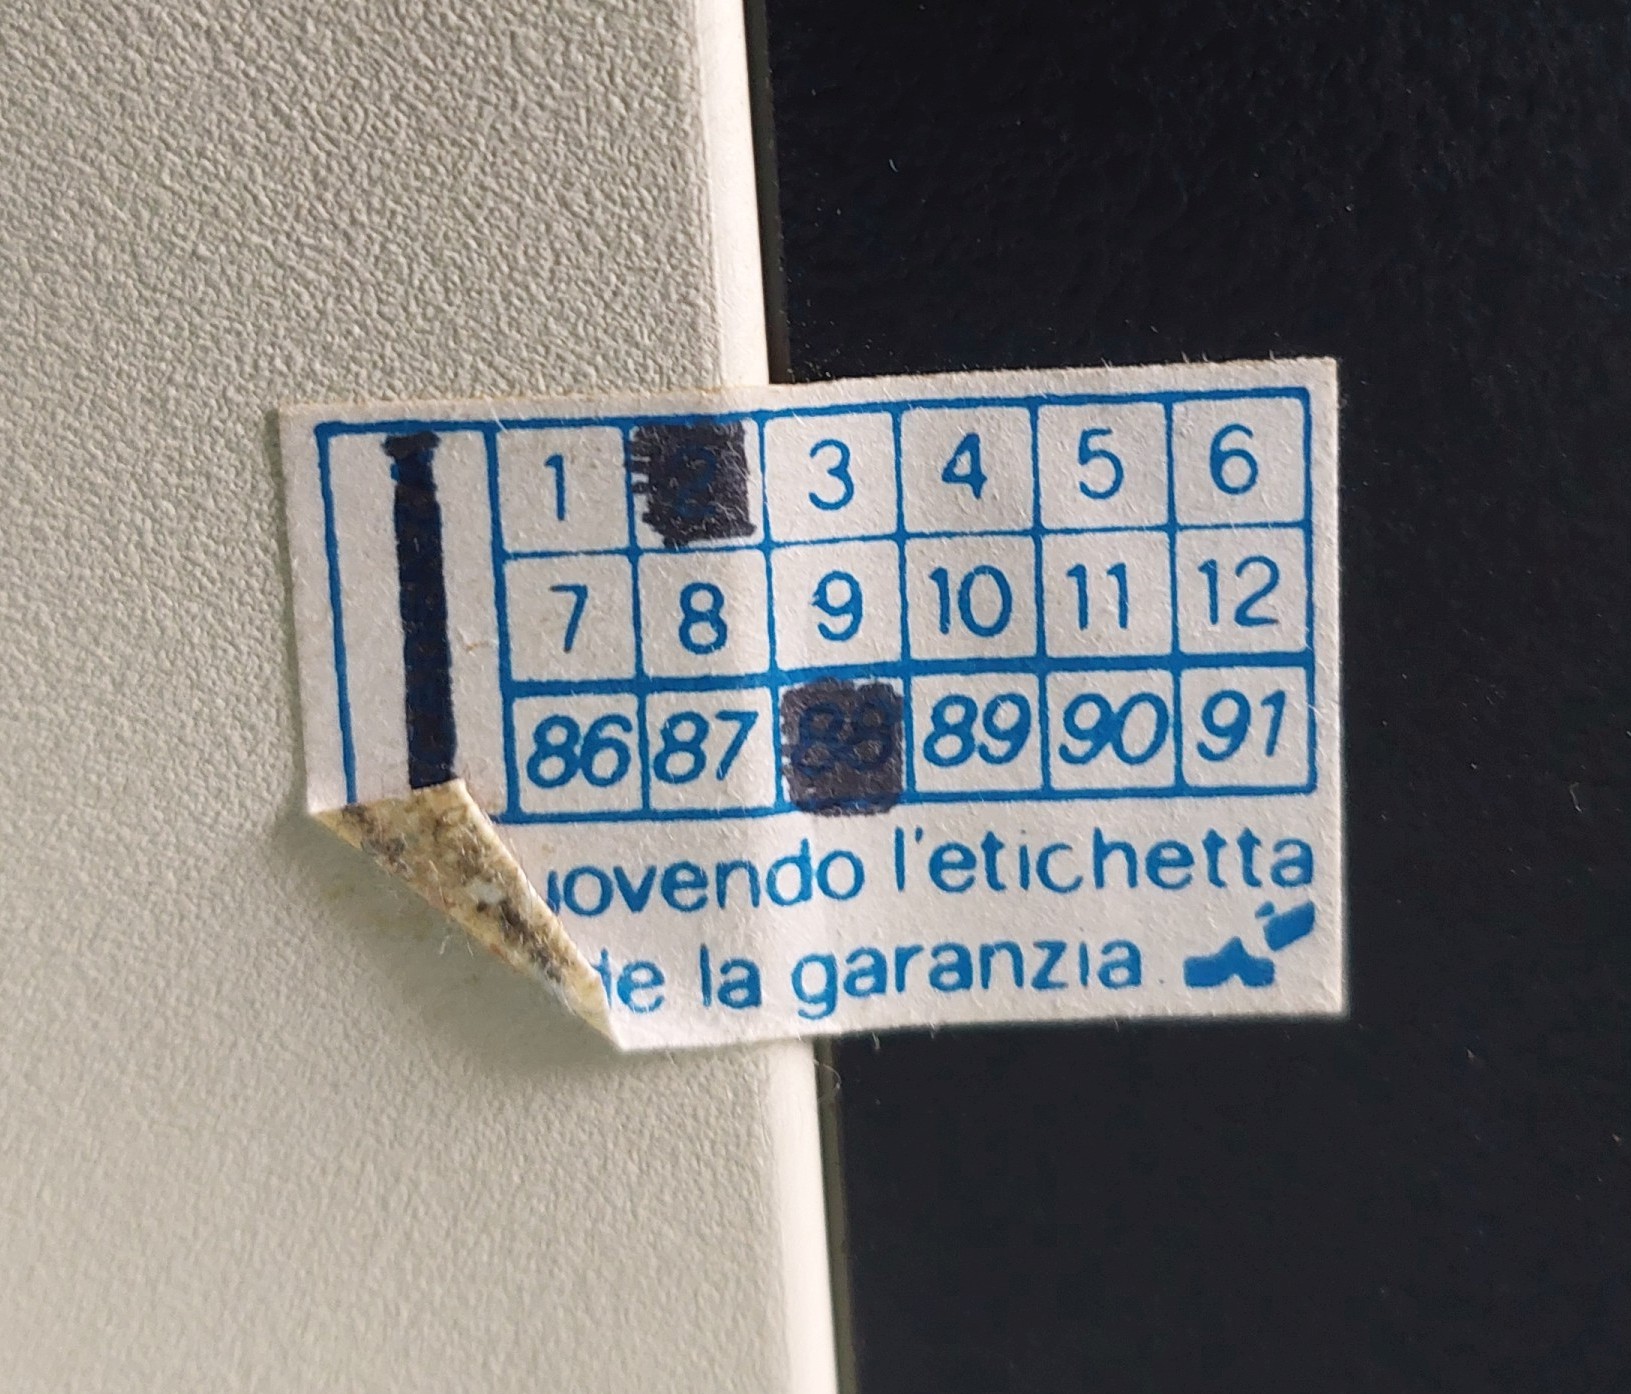 1 2 3 4 5 6
7 8 9 10 11 12
86 87 88 89 90 91
ovendo l'etichetta
de la garanzia